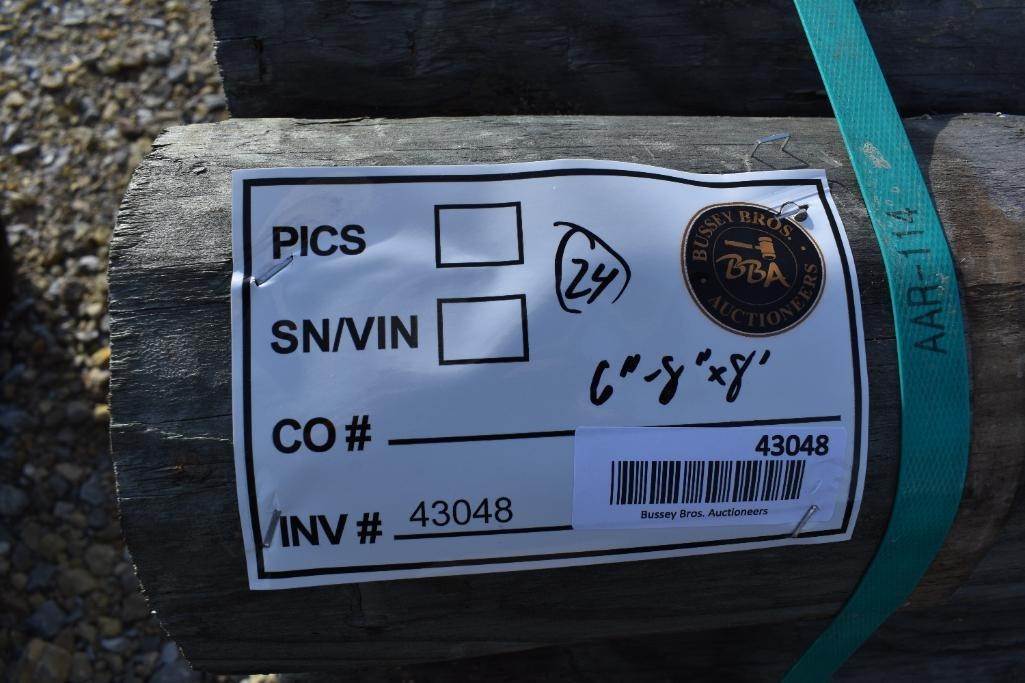 PICS
24
BUSSEY BROS.
BBA
AUCTIONEERS
SN/VIN
6"-8"x8'
CO #
43048
Bussey Bros. Auctioneers
INV # 43048
AAR-114